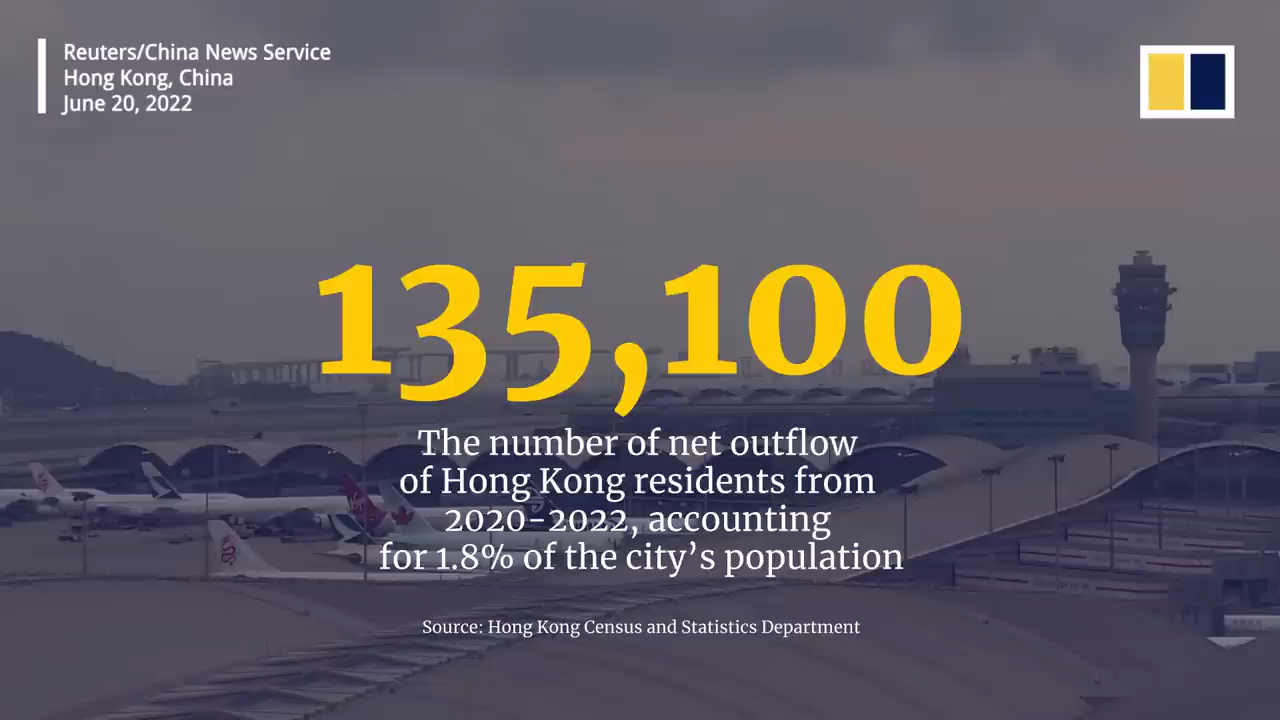 Reuters/China News Service
Hong Kong, China
June 20, 2022
135,100
The number of net outflow
of Hong Kong residents from
2020-2022, accounting
for 1.8% of the city's population
Source: Hong Kong Census and Statistics Department